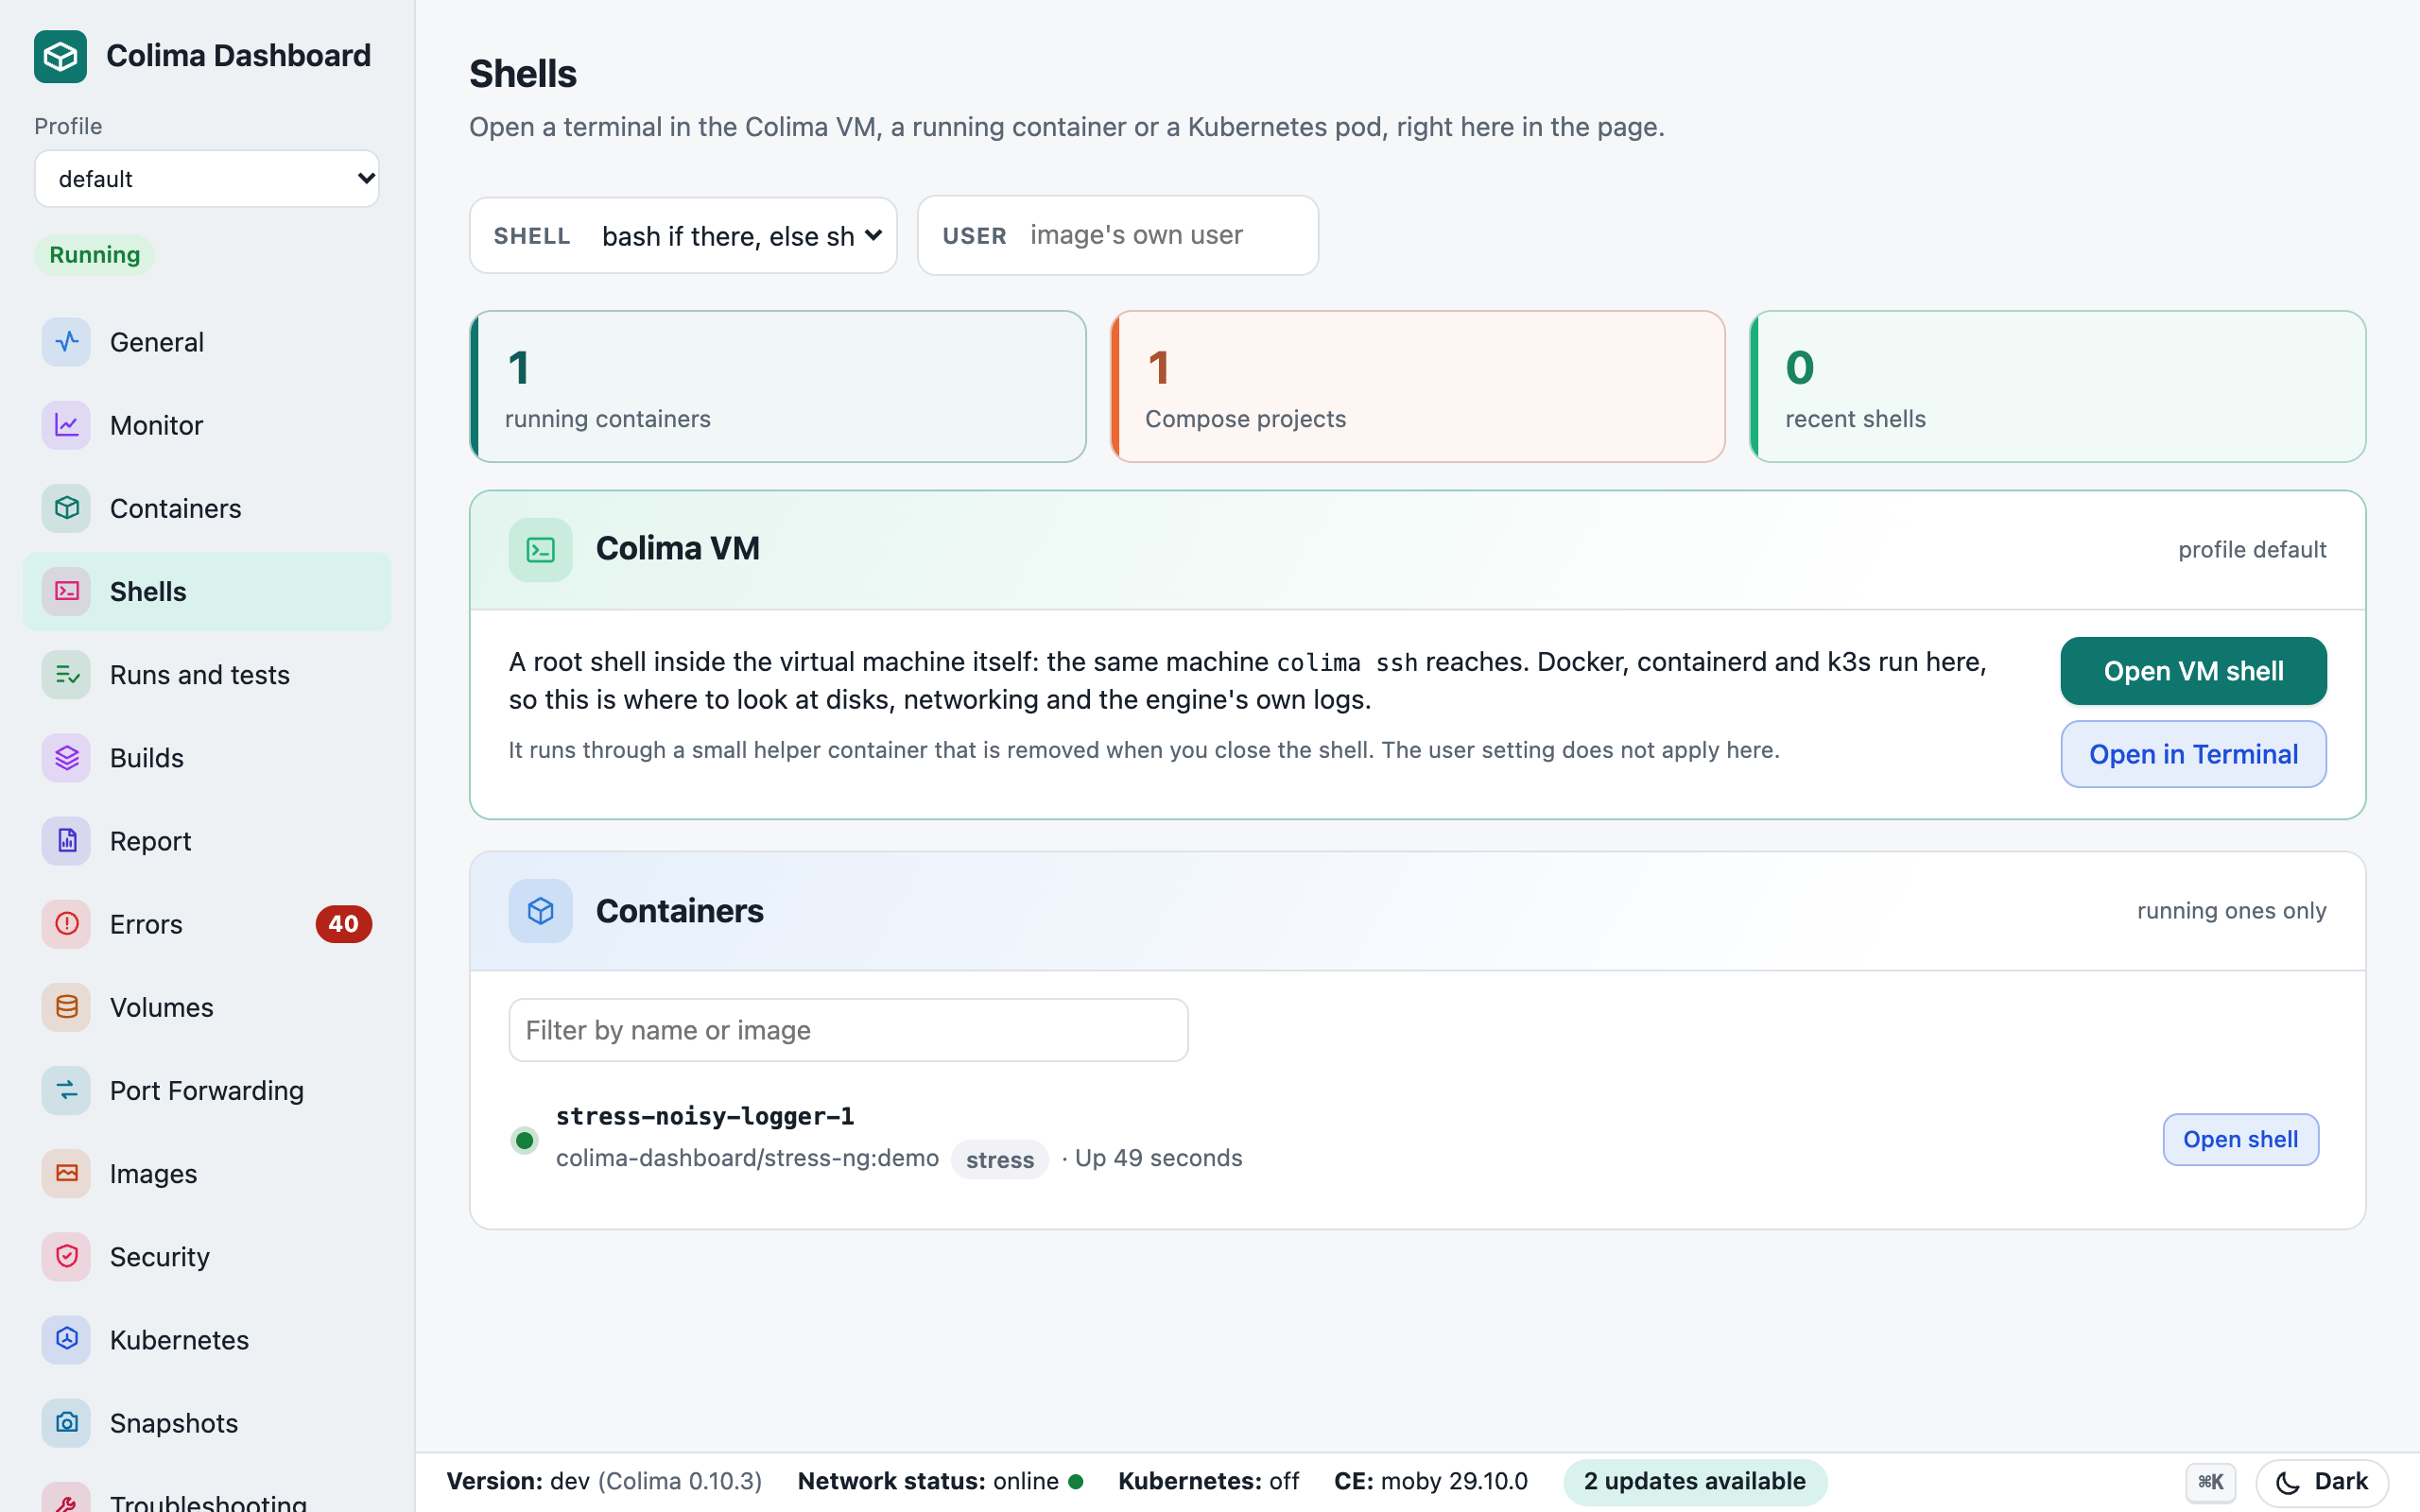 Colima Dashboard
Profile
default
Running
General
Monitor
Containers
Shells
Runs and tests
Builds
Report
Errors 40
Volumes
Port Forwarding
Images
Security
Kubernetes
Snapshots
Troubleshooting
Shells
Open a terminal in the Colima VM, a running container or a Kubernetes pod, right here in the page.
SHELL bash if there, else sh
USER image's own user
1
running containers
1
Compose projects
0
recent shells
Colima VM
profile default
A root shell inside the virtual machine itself: the same machine colima ssh reaches. Docker, containerd and k3s run here,
so this is where to look at disks, networking and the engine's own logs.
It runs through a small helper container that is removed when you close the shell. The user setting does not apply here.
Open VM shell
Open in Terminal
Containers
running ones only
Filter by name or image
stress-noisy-logger-1
colima-dashboard/stress-ng:demo stress · Up 49 seconds
Open shell
Version: dev (Colima 0.10.3) Network status: online Kubernetes: off CE: moby 29.10.0 2 updates available ⌘K Dark